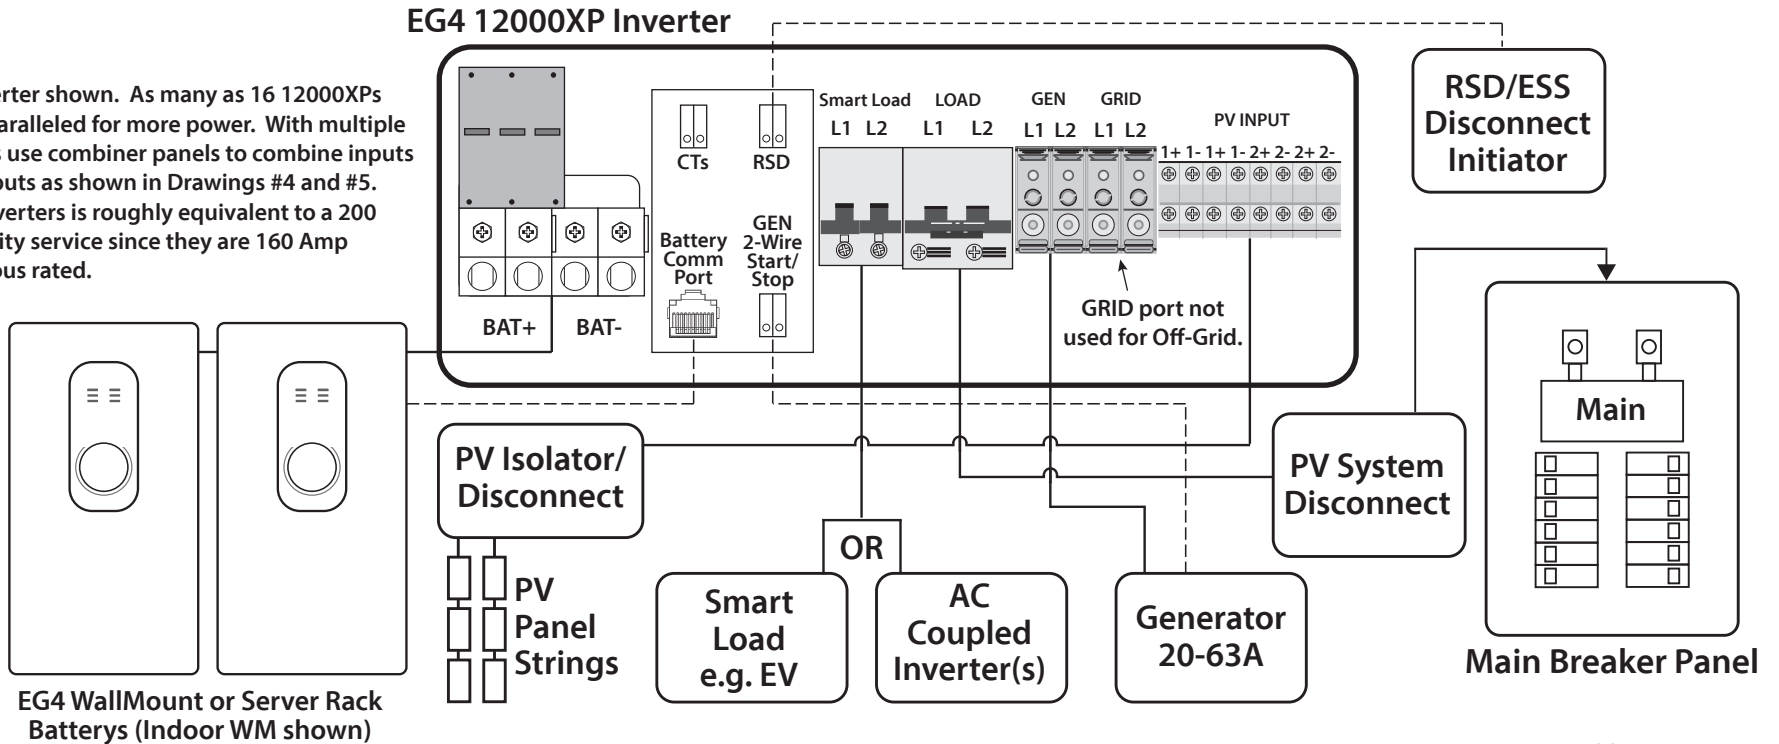 EG4 12000XP Inverter
erter shown. As many as 16 12000XPs
aralleled for more power. With multiple
s use combiner panels to combine inputs
puts as shown in Drawings #4 and #5.
verters is roughly equivalent to a 200
lity service since they are 160 Amp
ous rated.
CTs
RSD
Battery
Comm
Port
GEN
2-Wire
Start/
Stop
BAT+ BAT-
Smart Load LOAD GEN GRID
L1 L2 L1 L2 L1 L2 L1 L2
PV INPUT
1+ 1- 1+ 1- 2+ 2- 2+ 2-
GRID port not
used for Off-Grid.
RSD/ESS
Disconnect
Initiator
Main
Main Breaker Panel
PV System
Disconnect
PV Isolator/
Disconnect
PV
Panel
Strings
OR
Smart
Load
e.g. EV
AC
Coupled
Inverter(s)
Generator
20-63A
EG4 WallMount or Server Rack
Batterys (Indoor WM shown)